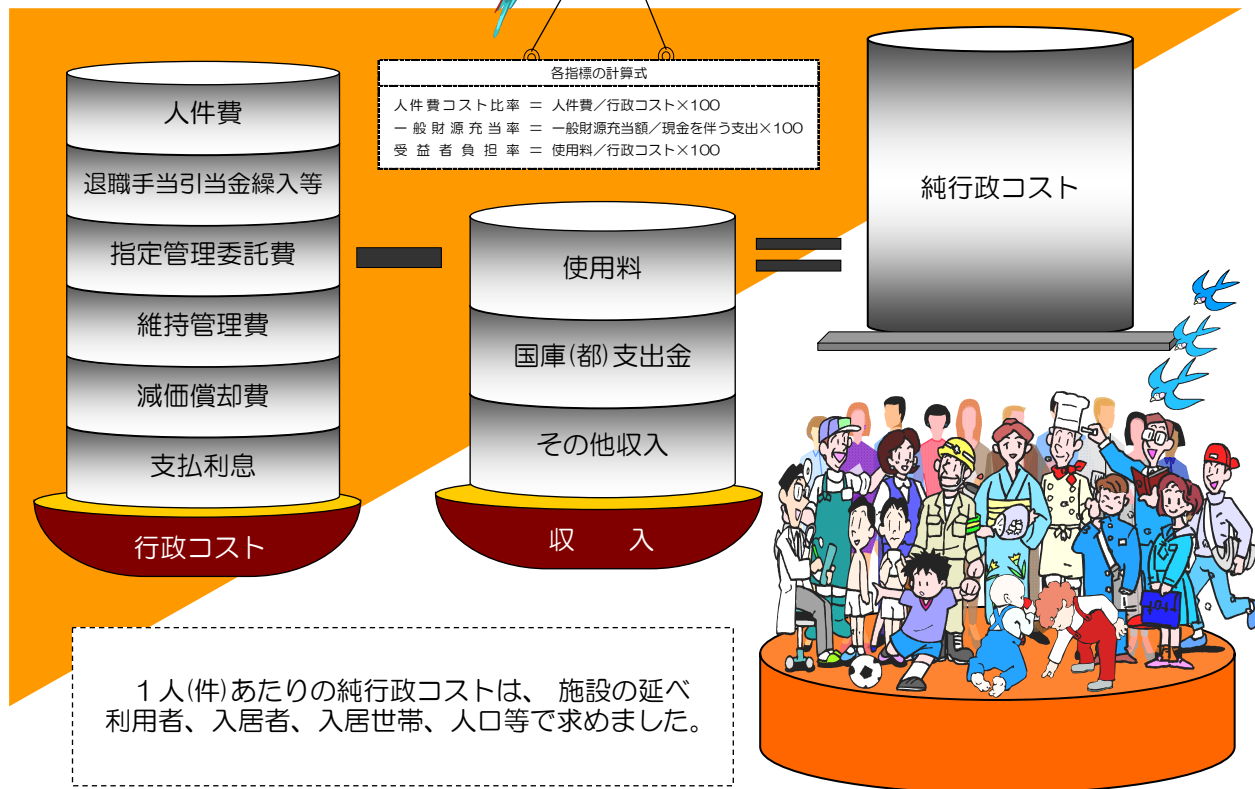 各指標の計算式
人件費コスト比率 ＝ 人件費/行政コスト×100
一般財源充当率 ＝ 一般財源充当額/現金を伴う支出×100
受益者負担率 ＝ 使用料/行政コスト×100
人件費
退職手当引当金繰入等
指定管理委託費
維持管理費
減価償却費
支払利息
行政コスト
使用料
国庫(都)支出金
その他収入
収　入
純行政コスト
１人(件)あたりの純行政コストは、 施設の延べ
利用者、入居者、入居世帯、人口等で求めました。